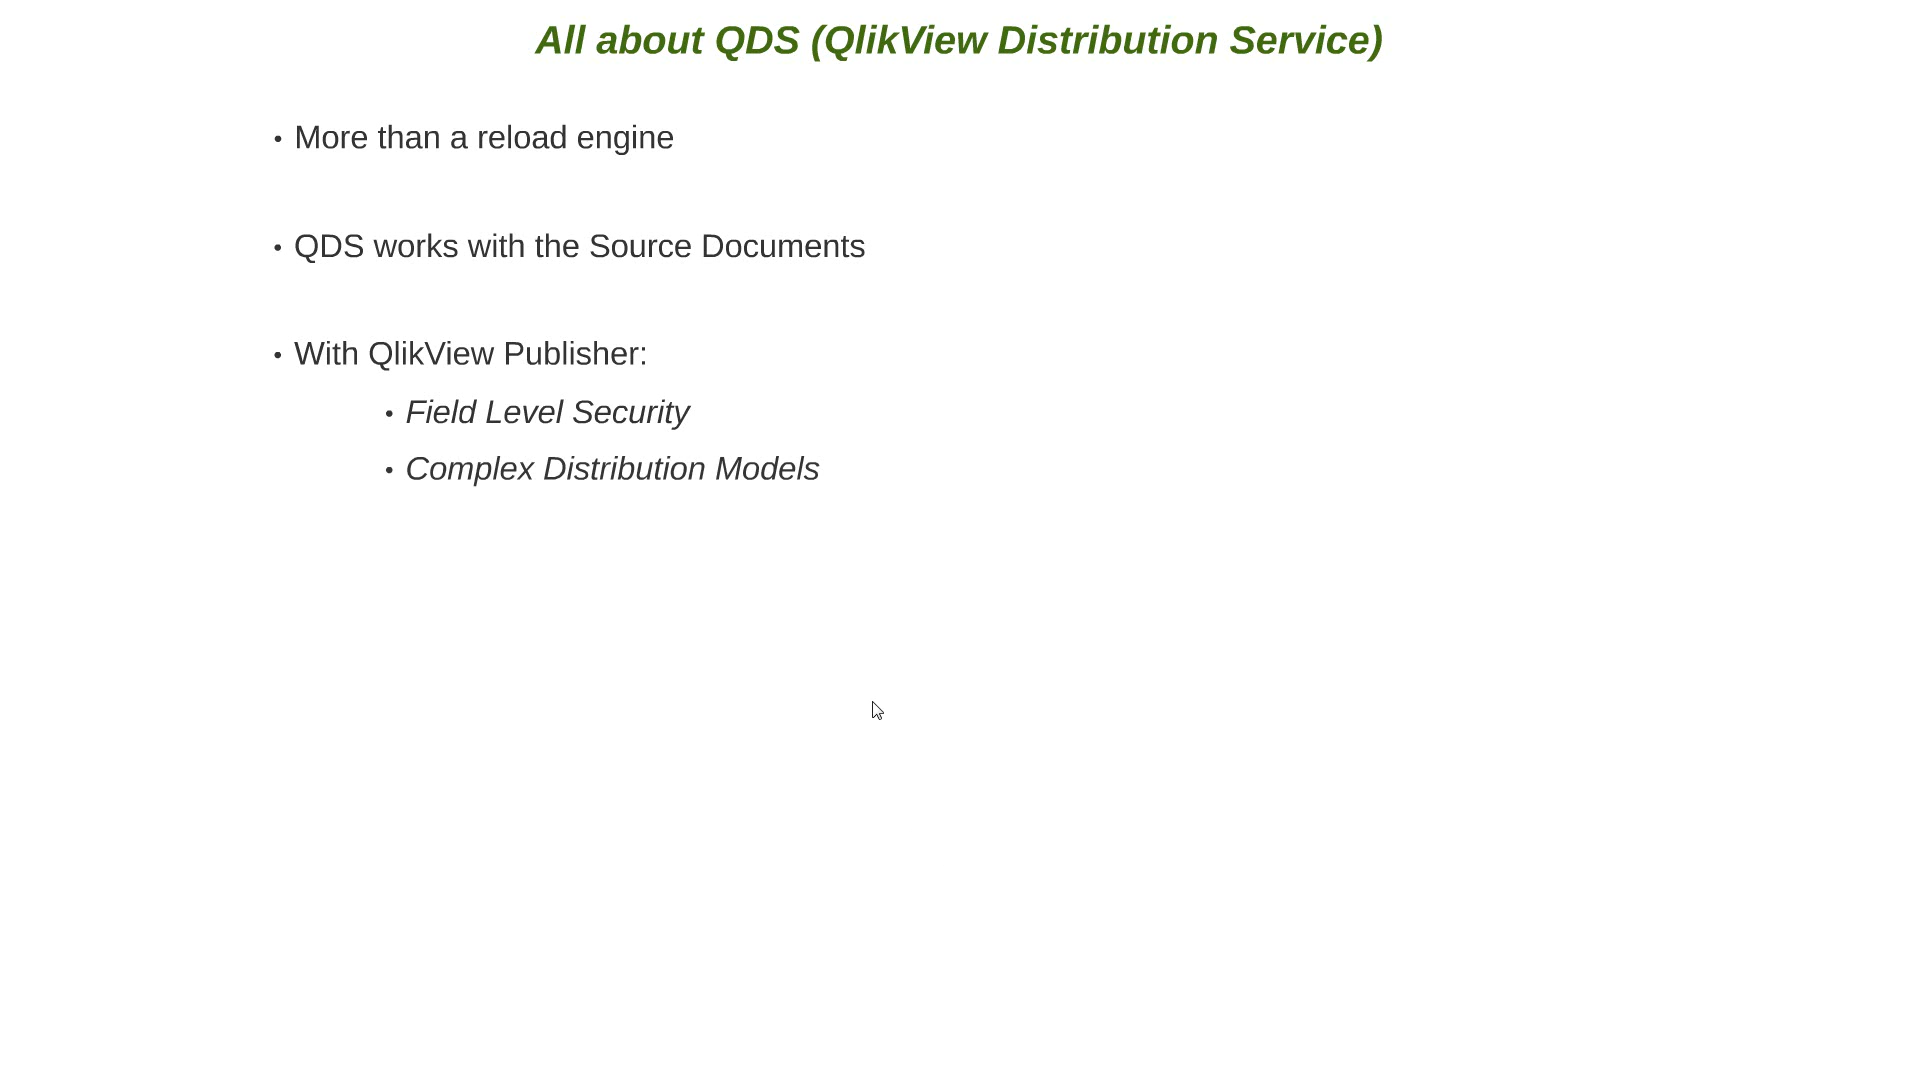 All about QDS (QlikView Distribution Service)
• More than a reload engine
• QDS works with the Source Documents
• With QlikView Publisher:
• Field Level Security
• Complex Distribution Models